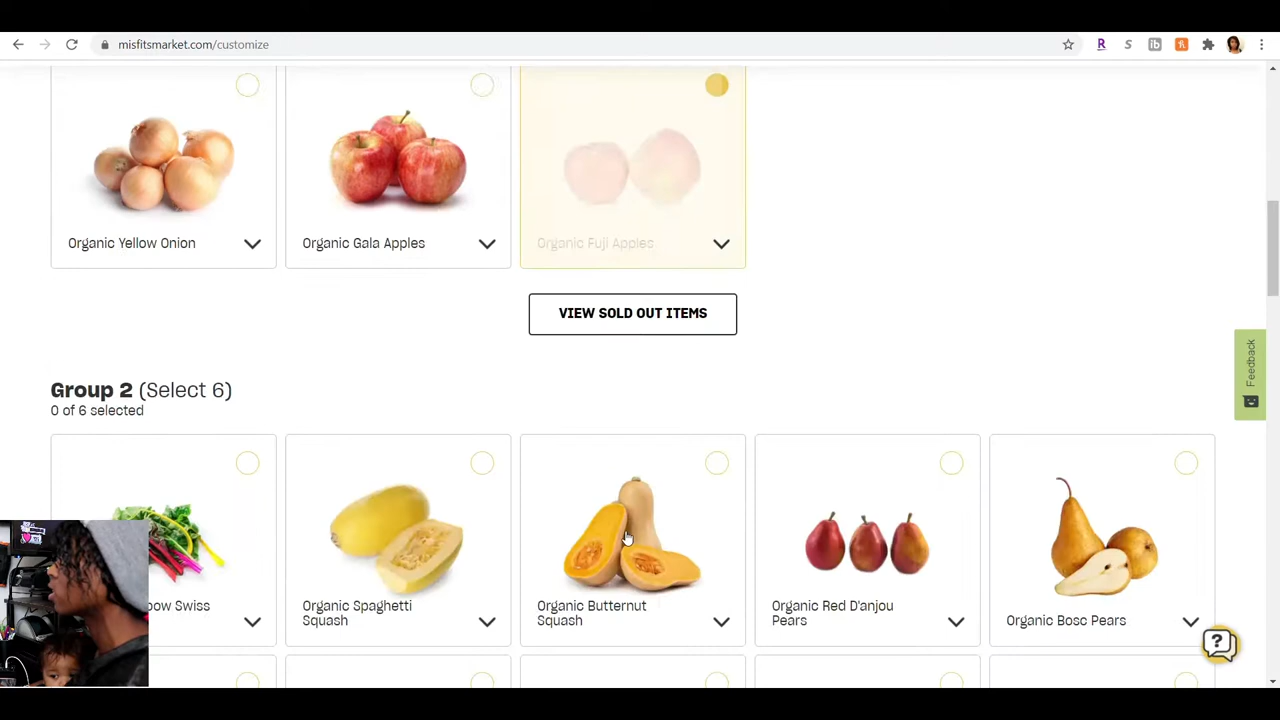 misfitsmarket.com/customize
Organic Yellow Onion
Organic Gala Apples
Organic Fuji Apples
VIEW SOLD OUT ITEMS
Feedback
Group 2 (Select 6)
0 of 6 selected
bow Swiss
Organic Spaghetti
Squash
Organic Butternut
Squash
Organic Red D'anjou
Pears
Organic Bosc Pears